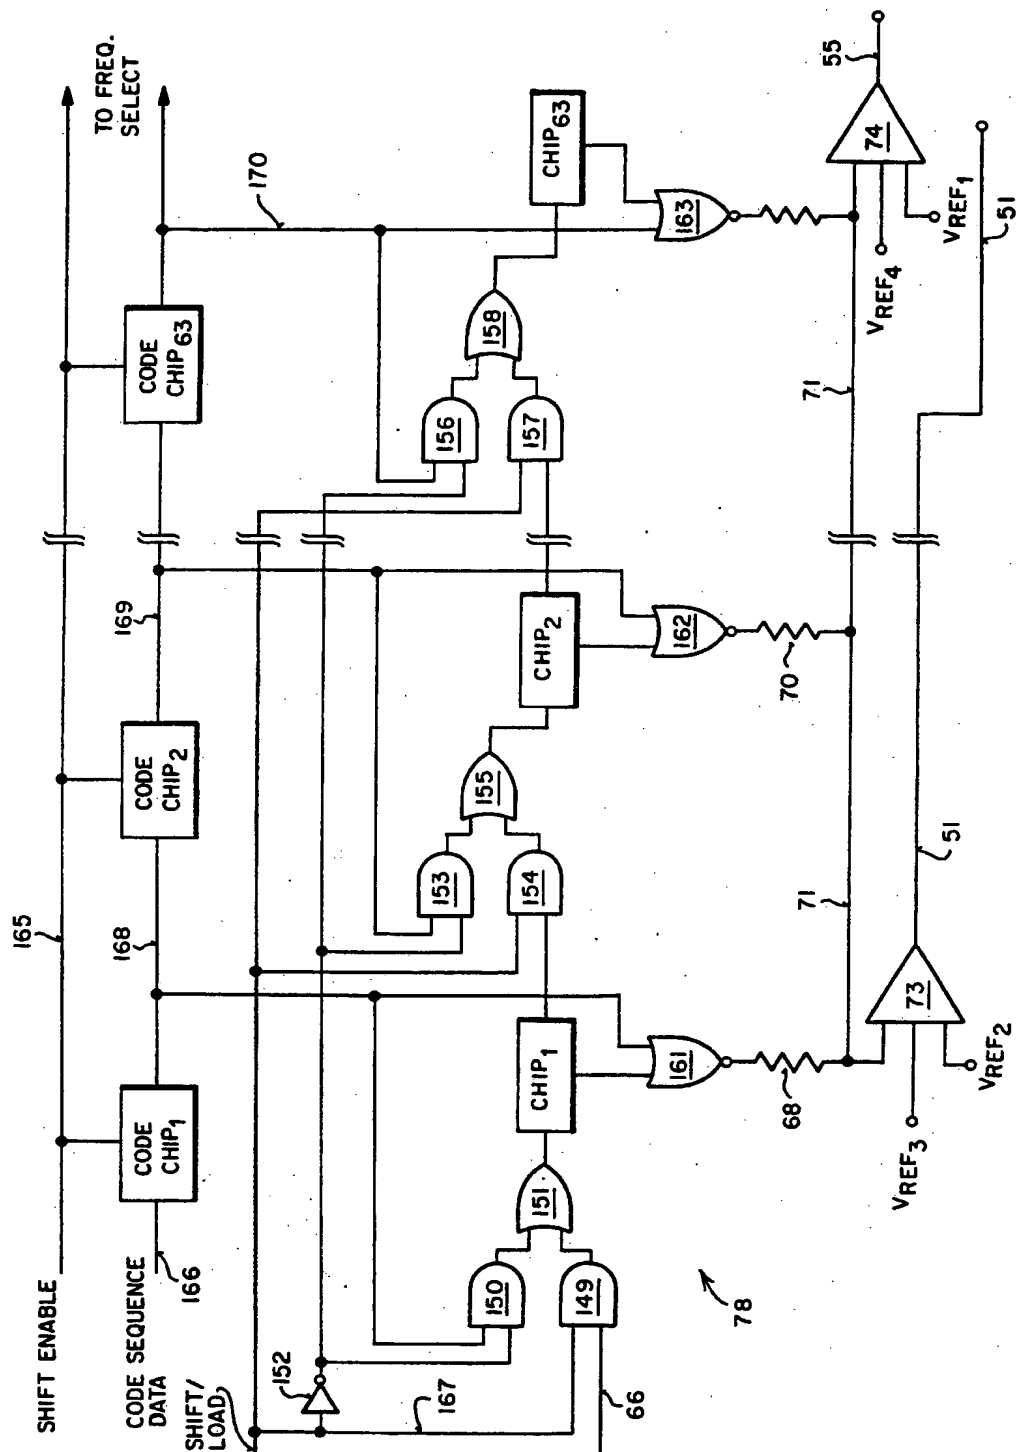 SHIFT ENABLE
165
TO FREQ.
SELECT
CODE SEQUENCE
DATA
166
CODE
CHIP1
168
CODE
CHIP2
169
CODE
CHIP63
170
SHIFT/
LOAD
152
167
66
150
149
151
CHIP1
153
154
155
CHIP2
156
157
158
CHIP63
161
162
163
68
70
71
71
78
VREF3
VREF2
73
51
51
VREF4
VREF1
74
55